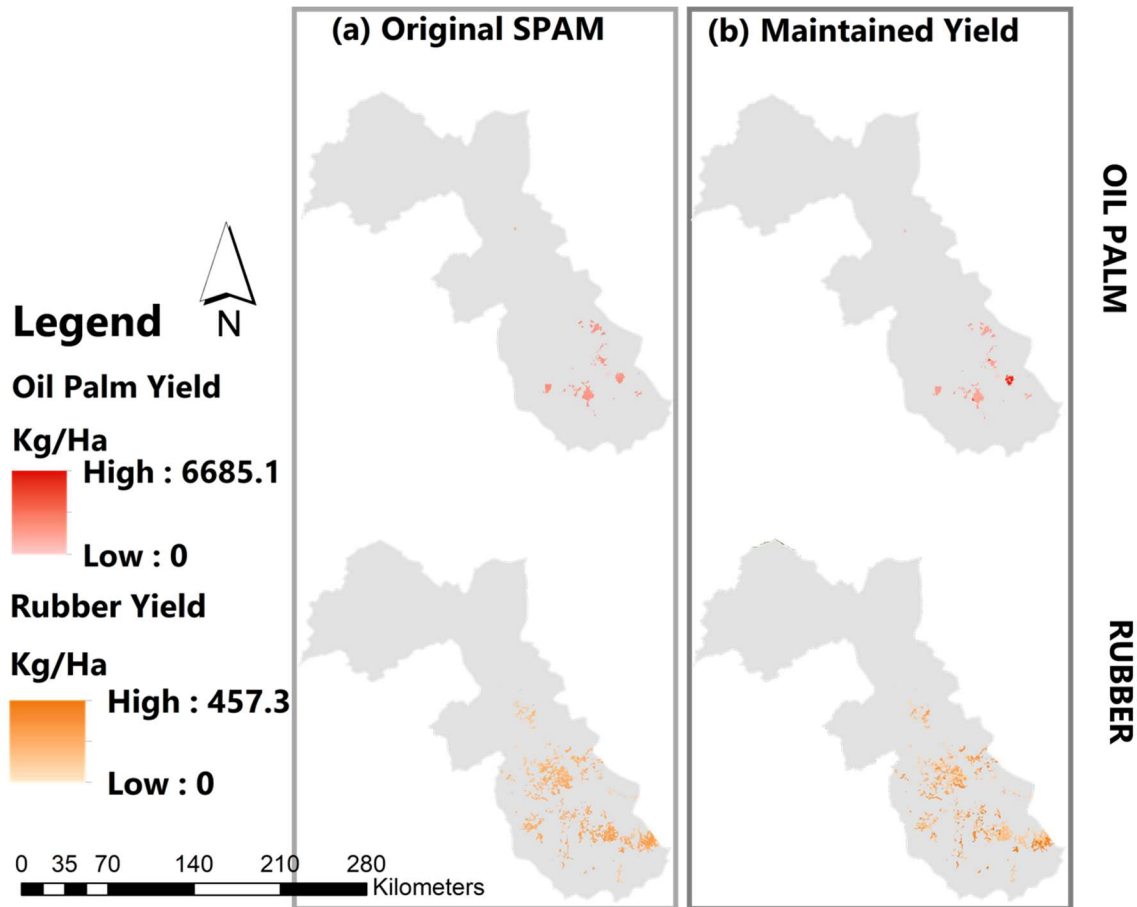 (a) Original SPAM
(b) Maintained Yield
OIL PALM
N
Legend
Oil Palm Yield
Kg/Ha
High : 6685.1
Low : 0
Rubber Yield
Kg/Ha
High : 457.3
Low : 0
RUBBER
0 35 70 140 210 280
Kilometers